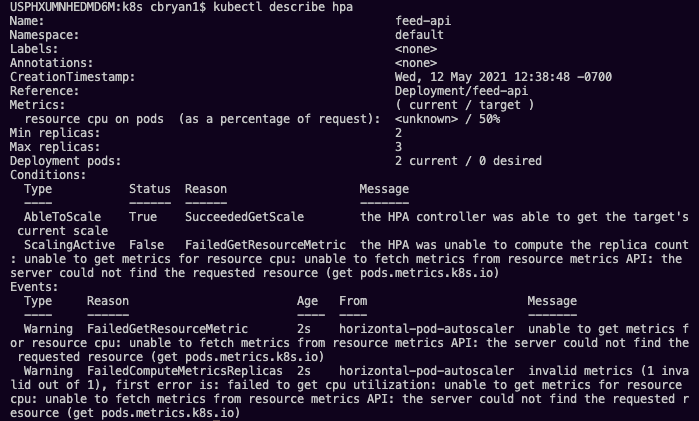 USPHXUMNHEDMD6M:k8s cbryan1$ kubectl describe hpa
Name: feed-api
Namespace: default
Labels: <none>
Annotations: <none>
CreationTimestamp: Wed, 12 May 2021 12:38:48 -0700
Reference: Deployment/feed-api
Metrics: ( current / target )
resource cpu on pods (as a percentage of request): <unknown> / 50%
Min replicas: 2
Max replicas: 3
Deployment pods: 2 current / 0 desired
Conditions:
Type Status Reason Message
---- ------ ------ -------
AbleToScale True SucceededGetScale the HPA controller was able to get the target's
current scale
ScalingActive False FailedGetResourceMetric the HPA was unable to compute the replica count
: unable to get metrics for resource cpu: unable to fetch metrics from resource metrics API: the
server could not find the requested resource (get pods.metrics.k8s.io)
Events:
Type Reason Age From Message
---- ------ ---- ---- -------
Warning FailedGetResourceMetric 2s horizontal-pod-autoscaler unable to get metrics f
or resource cpu: unable to fetch metrics from resource metrics API: the server could not find the
requested resource (get pods.metrics.k8s.io)
Warning FailedComputeMetricsReplicas 2s horizontal-pod-autoscaler invalid metrics (1 inva
lid out of 1), first error is: failed to get cpu utilization: unable to get metrics for resource
cpu: unable to fetch metrics from resource metrics API: the server could not find the requested r
esource (get pods.metrics.k8s.io)